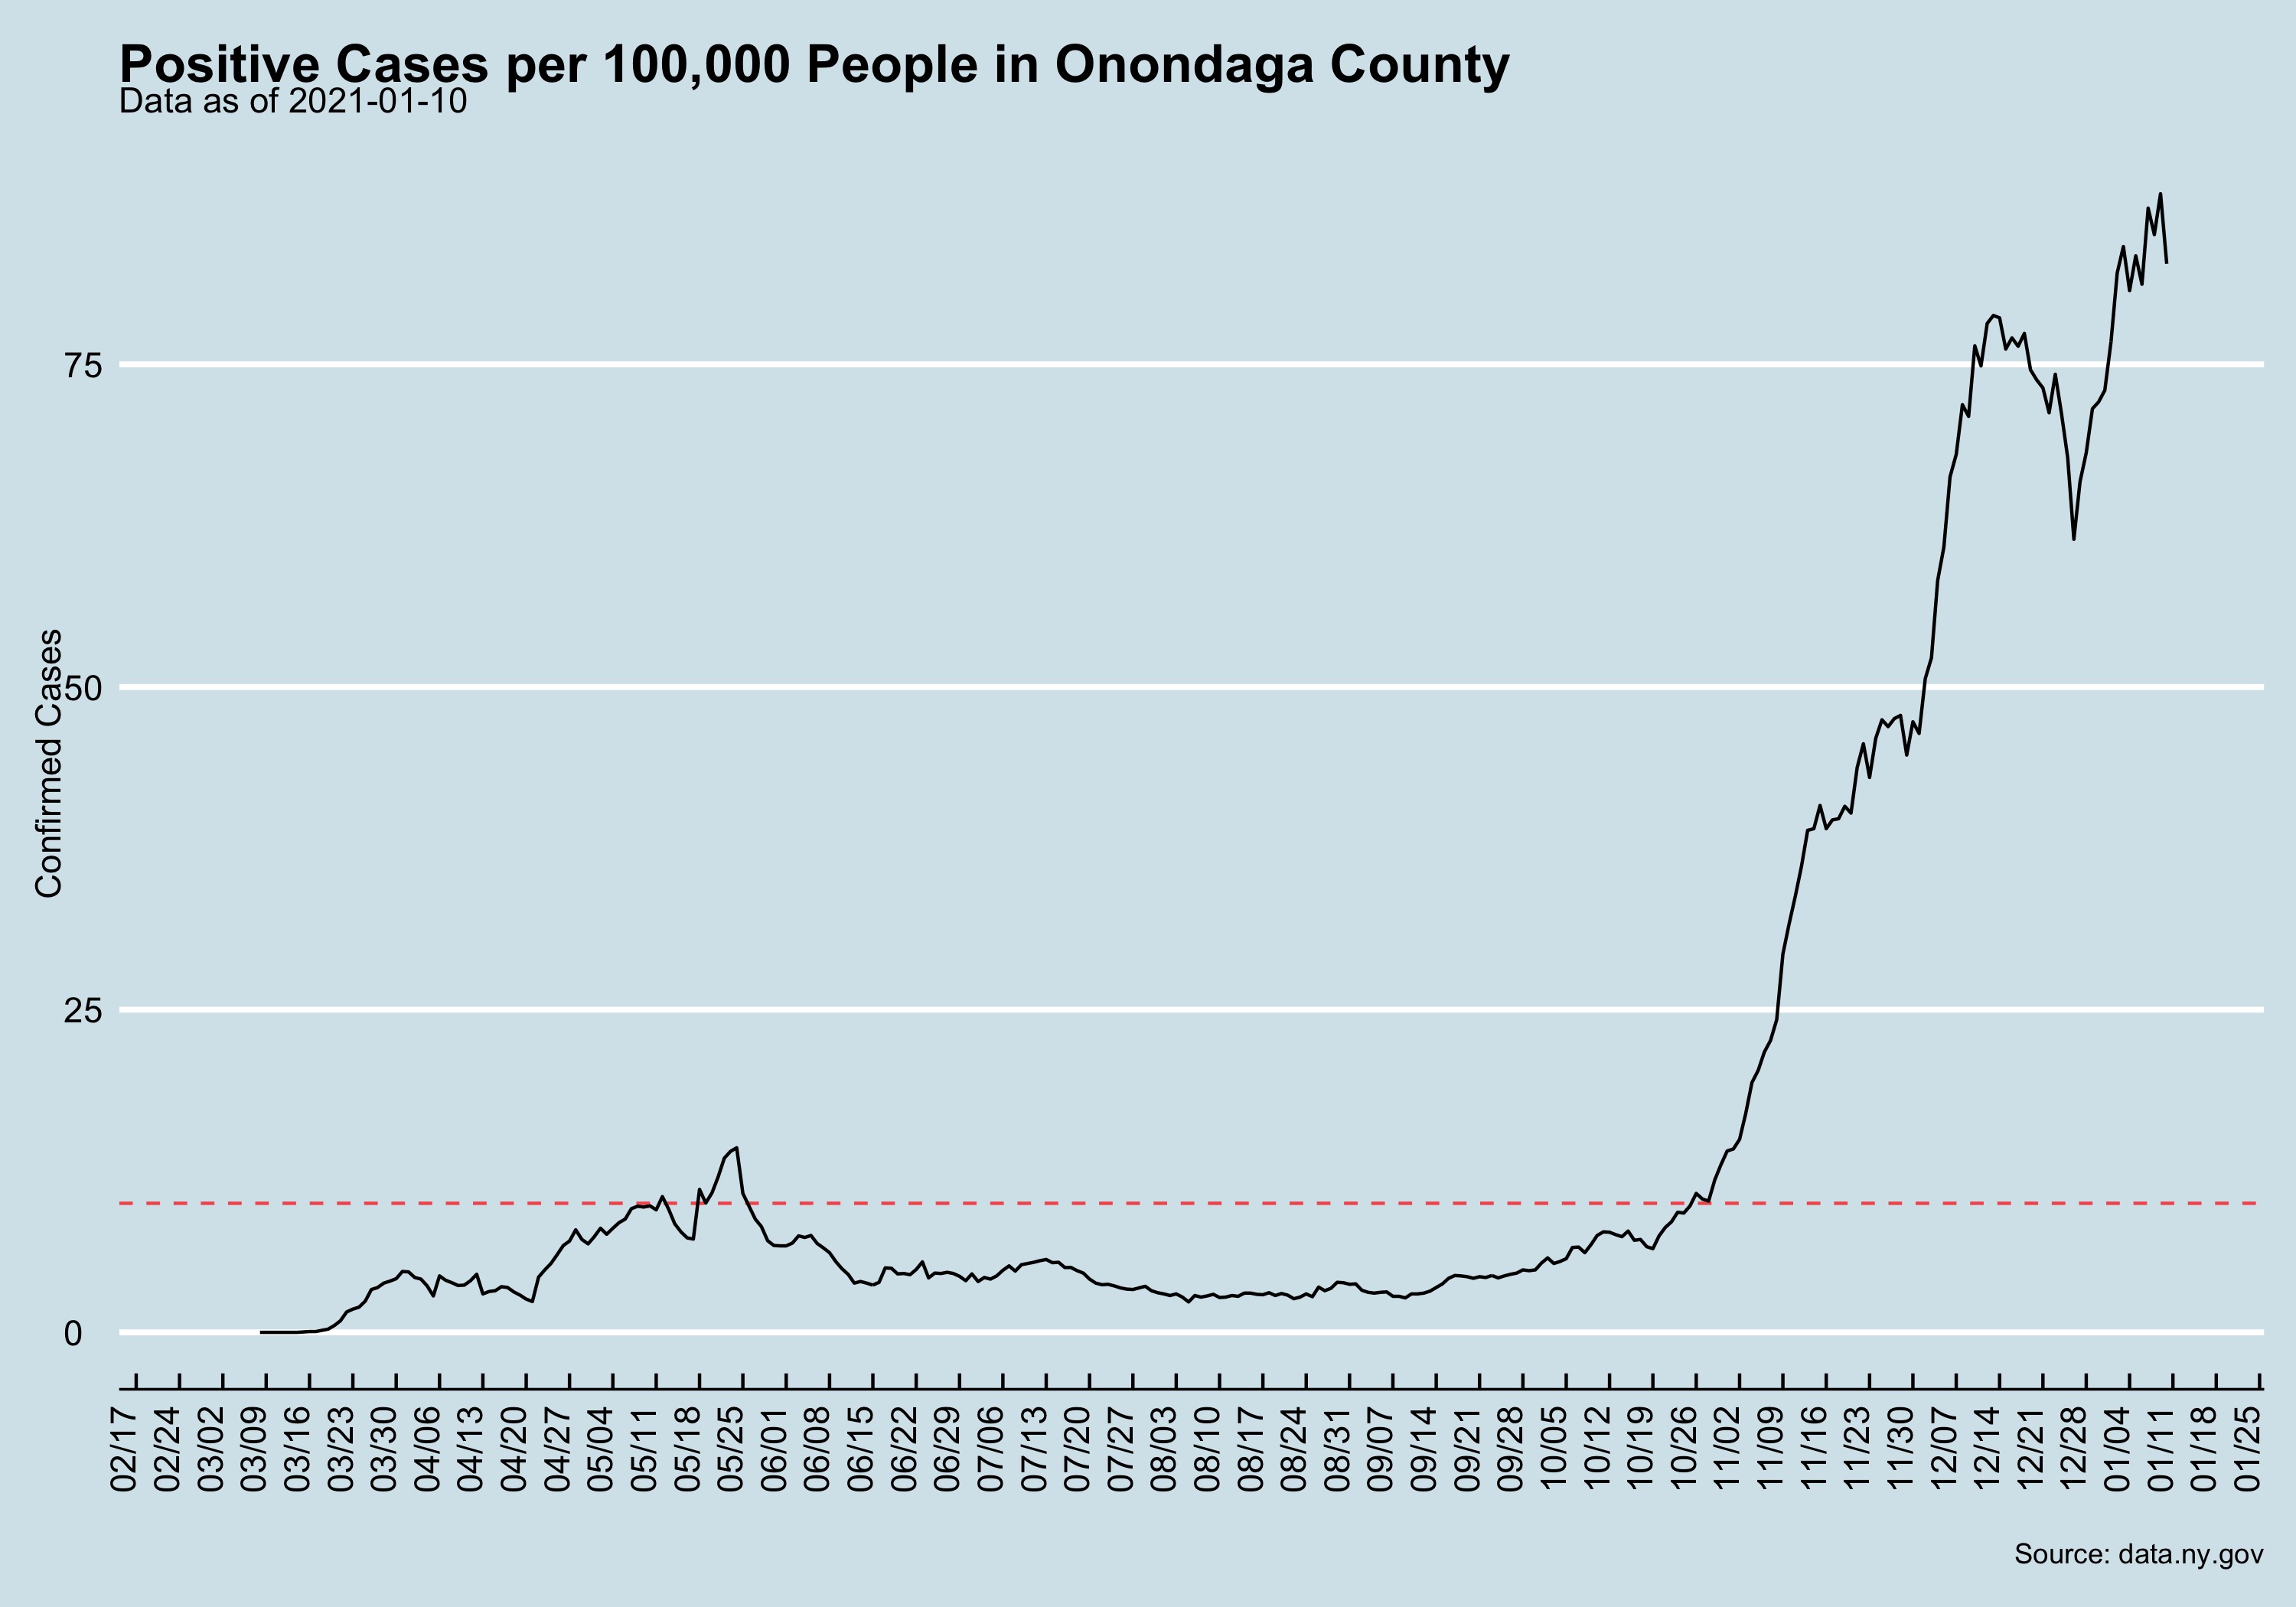 Positive Cases per 100,000 People in Onondaga County
Data as of 2021-01-10
Confirmed Cases
75
50
25
0
02/17 02/24 03/02 03/09 03/16 03/23 03/30 04/06 04/13 04/20 04/27 05/04 05/11 05/18 05/25 06/01 06/08 06/15 06/22 06/29 07/06 07/13 07/20 07/27 08/03 08/10 08/17 08/24 08/31 09/07 09/14 09/21 09/28 10/05 10/12 10/19 10/26 11/02 11/09 11/16 11/23 11/30 12/07 12/14 12/21 12/28 01/04 01/11 01/18 01/25
Source: data.ny.gov